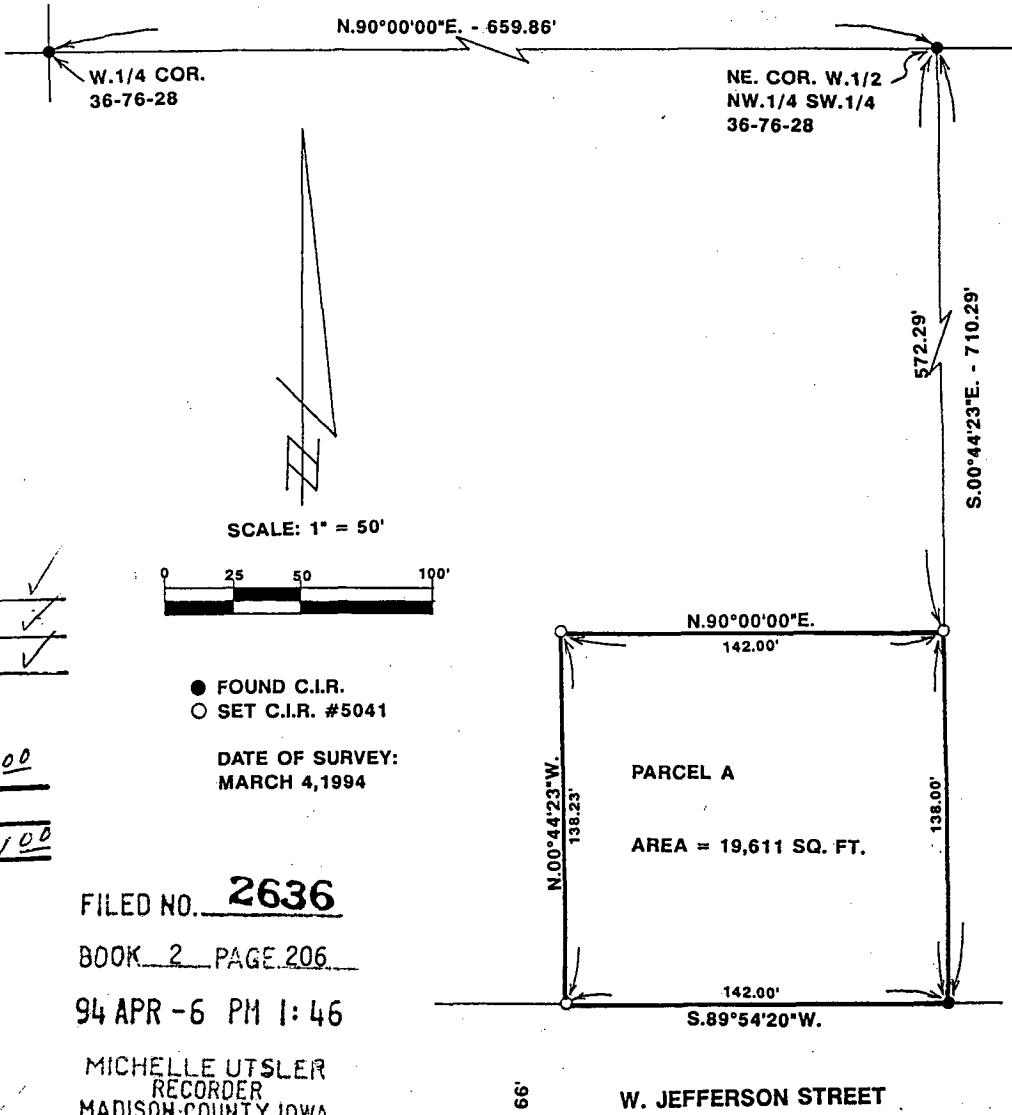 N.90°00'00"E. - 659.86'
W.1/4 COR.
36-76-28
NE. COR. W.1/2
NW.1/4 SW.1/4
36-76-28
572.29'
S.00°44'23"E. - 710.29'
N
SCALE: 1" = 50'
0 25 50 100'
● FOUND C.I.R.
○ SET C.I.R. #5041
DATE OF SURVEY:
MARCH 4,1994
N.90°00'00"E.
142.00'
N.00°44'23"W.
138.23'
PARCEL A
AREA = 19,611 SQ. FT.
138.00'
142.00'
S.89°54'20"W.
00
00
FILED NO. 2636
BOOK 2 PAGE 206
94 APR -6 PM 1:46
MICHELLE UTSLER
RECORDER
MADISON COUNTY IOWA
66'
W. JEFFERSON STREET